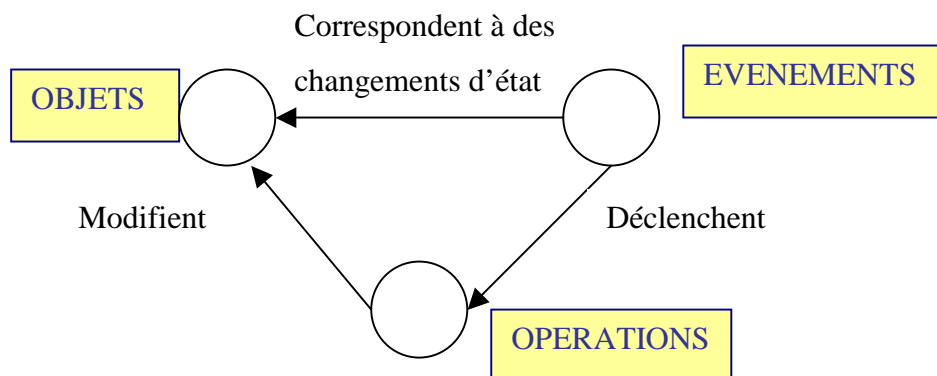 Correspondent à des
changements d'état
OBJETS
EVENEMENTS
Modifient
Déclenchent
OPERATIONS